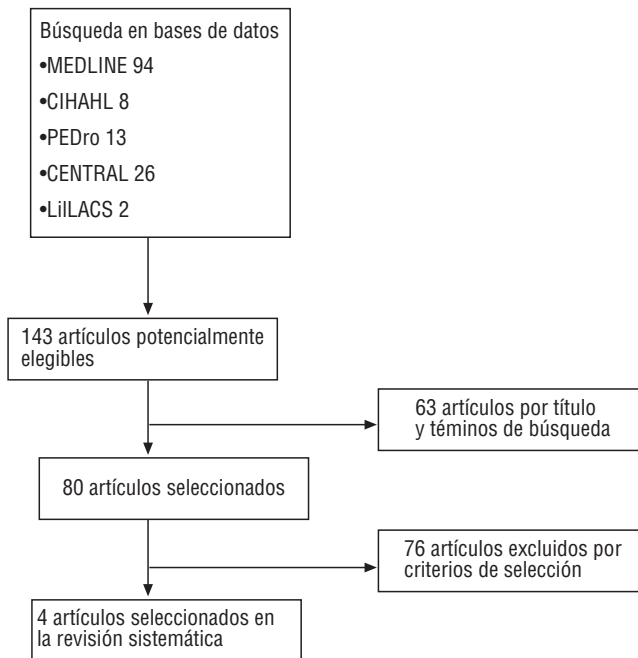 Búsqueda en bases de datos
•MEDLINE 94
•CIHAHL 8
•PEDro 13
•CENTRAL 26
•LiILACS 2
143 artículos potencialmente
elegibles
63 artículos por título
y téminos de búsqueda
80 artículos seleccionados
76 artículos excluidos por
criterios de selección
4 artículos seleccionados en
la revisión sistemática